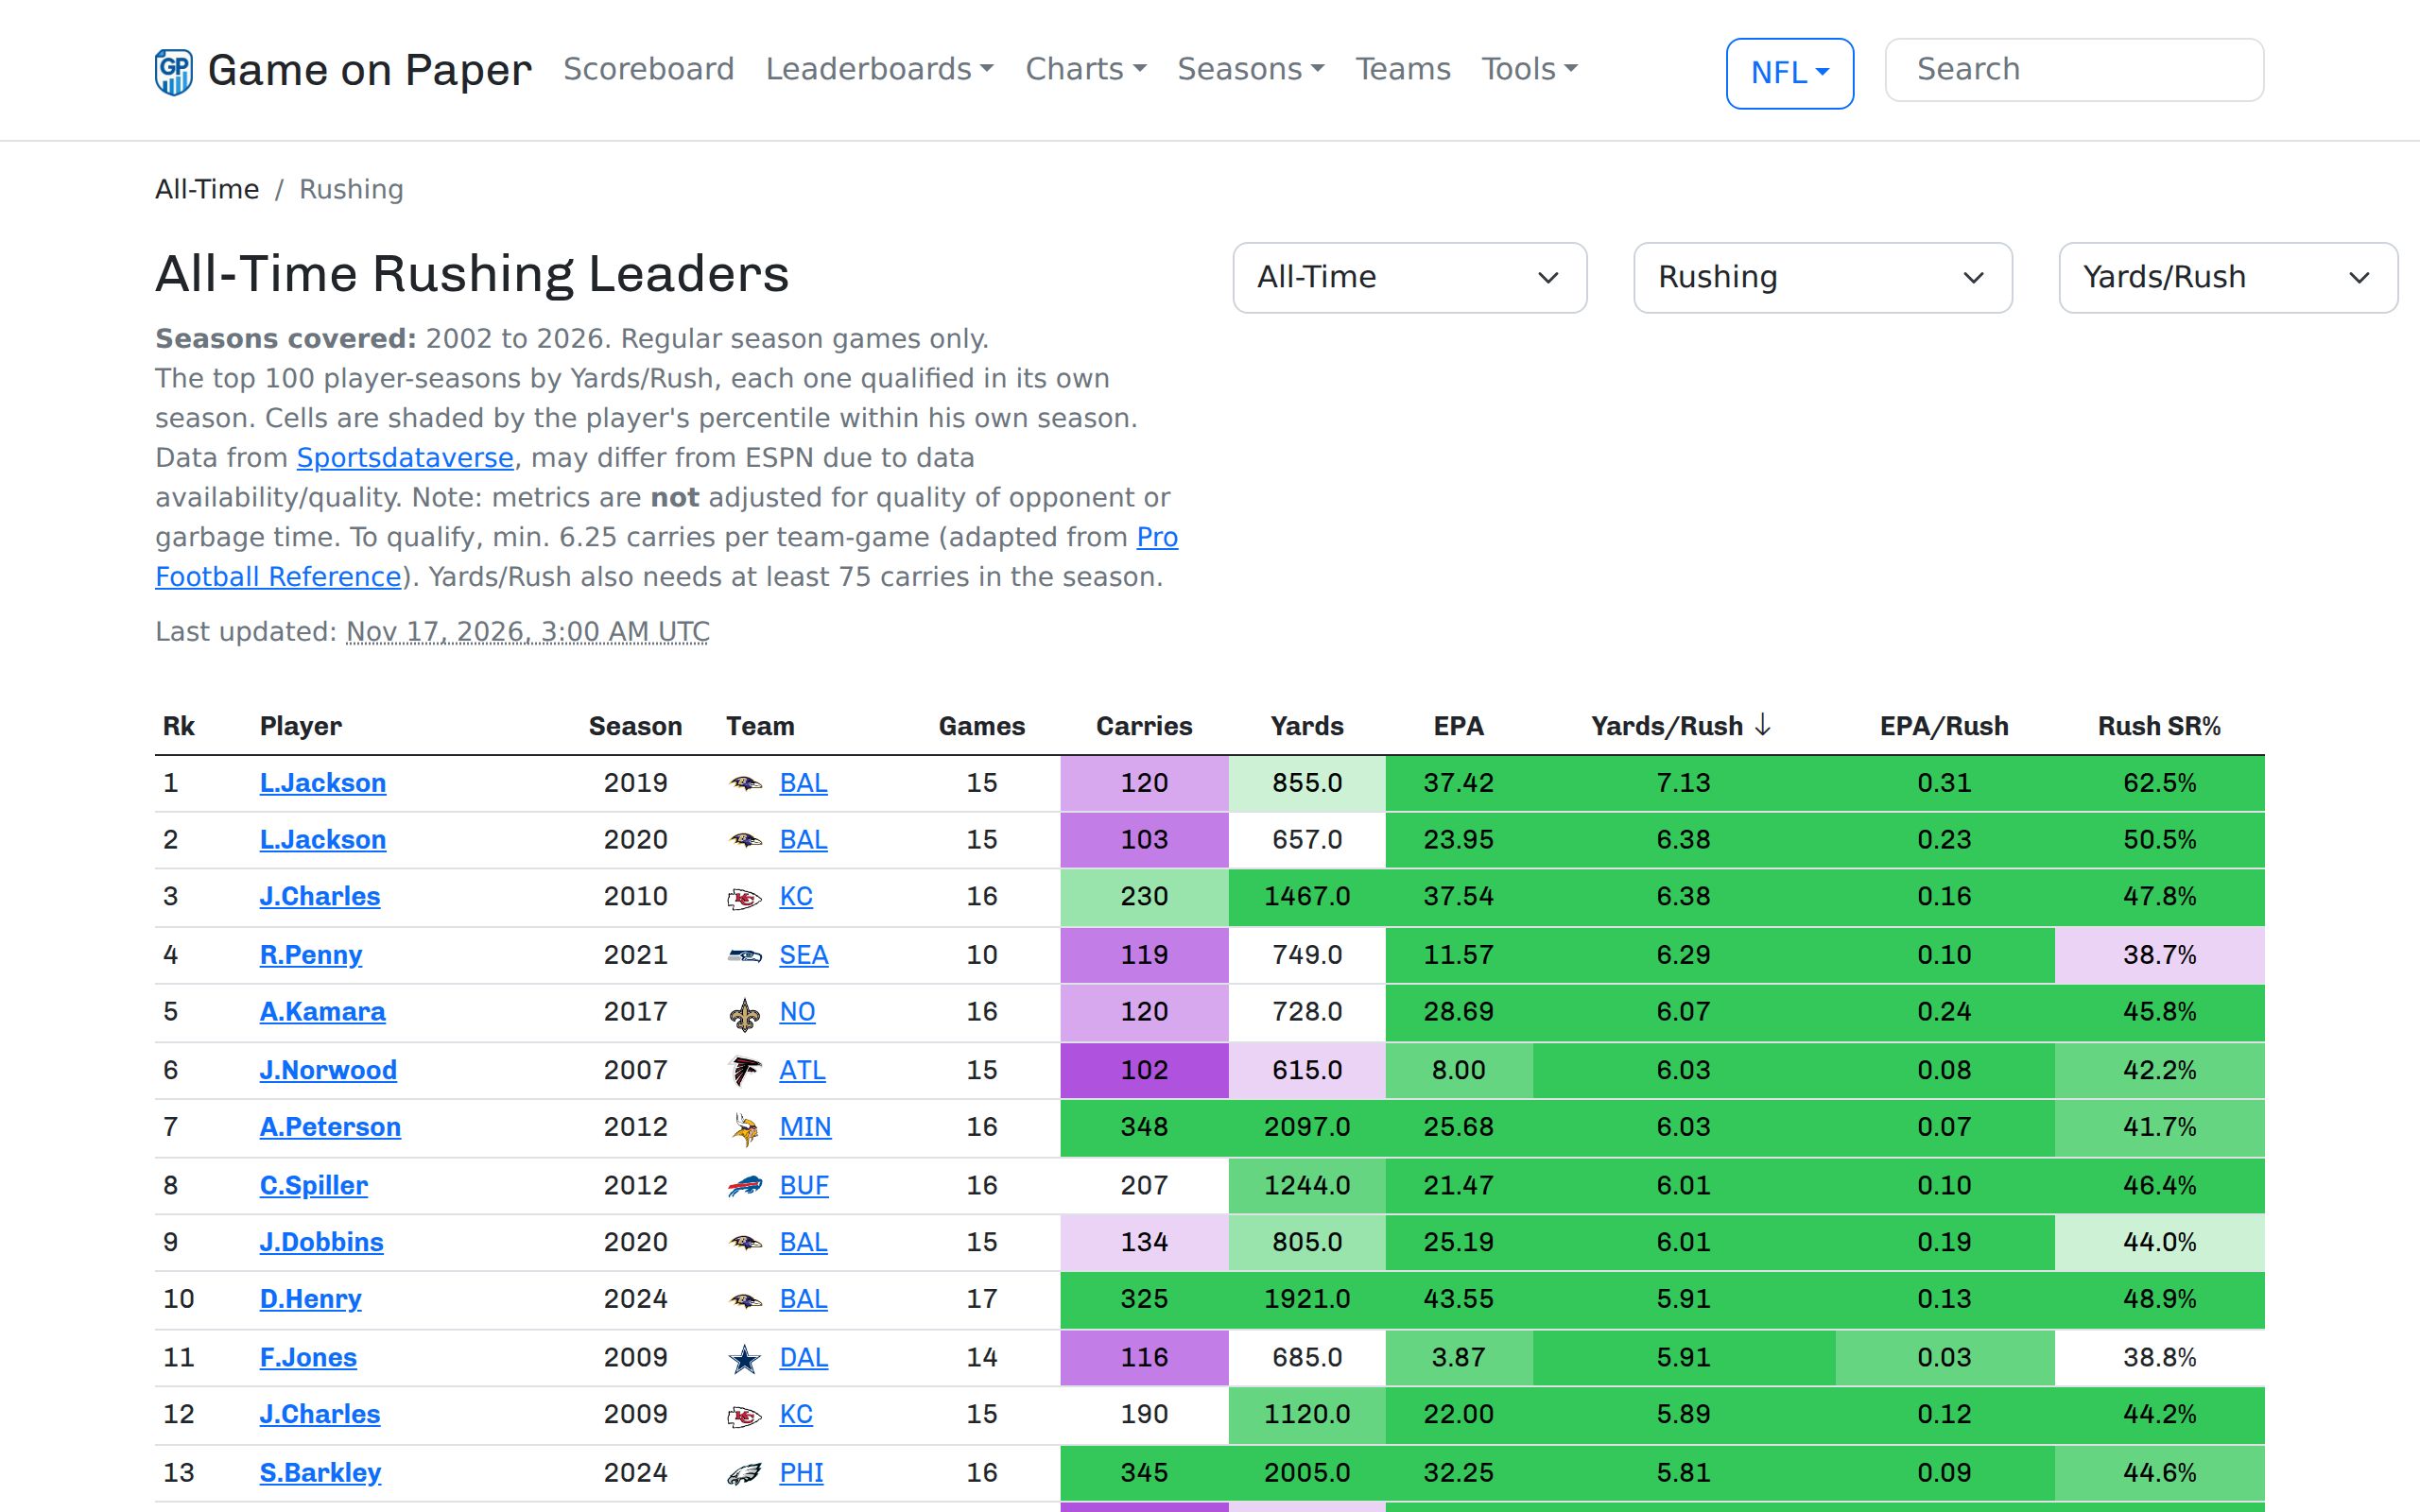 GP Game on Paper Scoreboard Leaderboards Charts Seasons Teams Tools NFL Search
All-Time / Rushing
All-Time Rushing Leaders
All-Time Rushing Yards/Rush
Seasons covered: 2002 to 2026. Regular season games only.
The top 100 player-seasons by Yards/Rush, each one qualified in its own
season. Cells are shaded by the player's percentile within his own season.
Data from Sportsdataverse, may differ from ESPN due to data
availability/quality. Note: metrics are not adjusted for quality of opponent or
garbage time. To qualify, min. 6.25 carries per team-game (adapted from Pro
Football Reference). Yards/Rush also needs at least 75 carries in the season.
Last updated: Nov 17, 2026, 3:00 AM UTC
Rk Player Season Team Games Carries Yards EPA Yards/Rush ↓ EPA/Rush Rush SR%
1 L.Jackson 2019 BAL 15 120 855.0 37.42 7.13 0.31 62.5%
2 L.Jackson 2020 BAL 15 103 657.0 23.95 6.38 0.23 50.5%
3 J.Charles 2010 KC 16 230 1467.0 37.54 6.38 0.16 47.8%
4 R.Penny 2021 SEA 10 119 749.0 11.57 6.29 0.10 38.7%
5 A.Kamara 2017 NO 16 120 728.0 28.69 6.07 0.24 45.8%
6 J.Norwood 2007 ATL 15 102 615.0 8.00 6.03 0.08 42.2%
7 A.Peterson 2012 MIN 16 348 2097.0 25.68 6.03 0.07 41.7%
8 C.Spiller 2012 BUF 16 207 1244.0 21.47 6.01 0.10 46.4%
9 J.Dobbins 2020 BAL 15 134 805.0 25.19 6.01 0.19 44.0%
10 D.Henry 2024 BAL 17 325 1921.0 43.55 5.91 0.13 48.9%
11 F.Jones 2009 DAL 14 116 685.0 3.87 5.91 0.03 38.8%
12 J.Charles 2009 KC 15 190 1120.0 22.00 5.89 0.12 44.2%
13 S.Barkley 2024 PHI 16 345 2005.0 32.25 5.81 0.09 44.6%